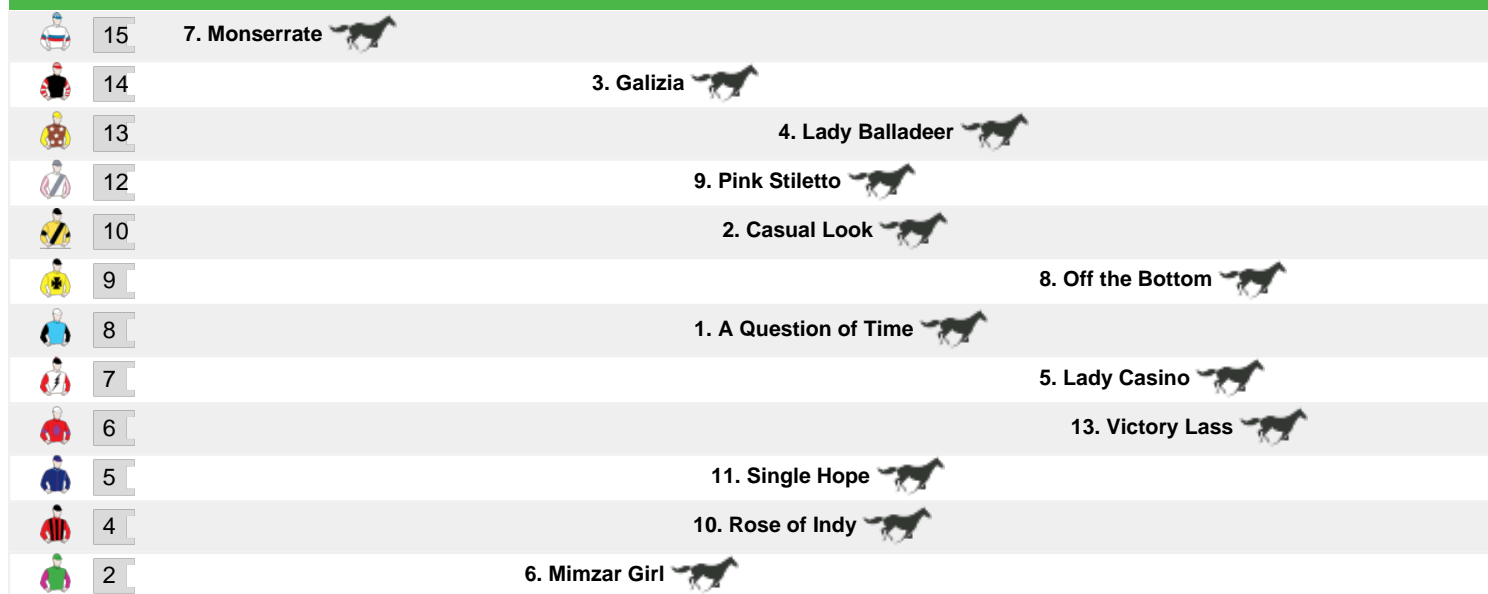 15 7. Monserrate
14 3. Galizia
13 4. Lady Balladeer
12 9. Pink Stiletto
10 2. Casual Look
9 8. Off the Bottom
8 1. A Question of Time
7 5. Lady Casino
6 13. Victory Lass
5 11. Single Hope
4 10. Rose of Indy
2 6. Mimzar Girl